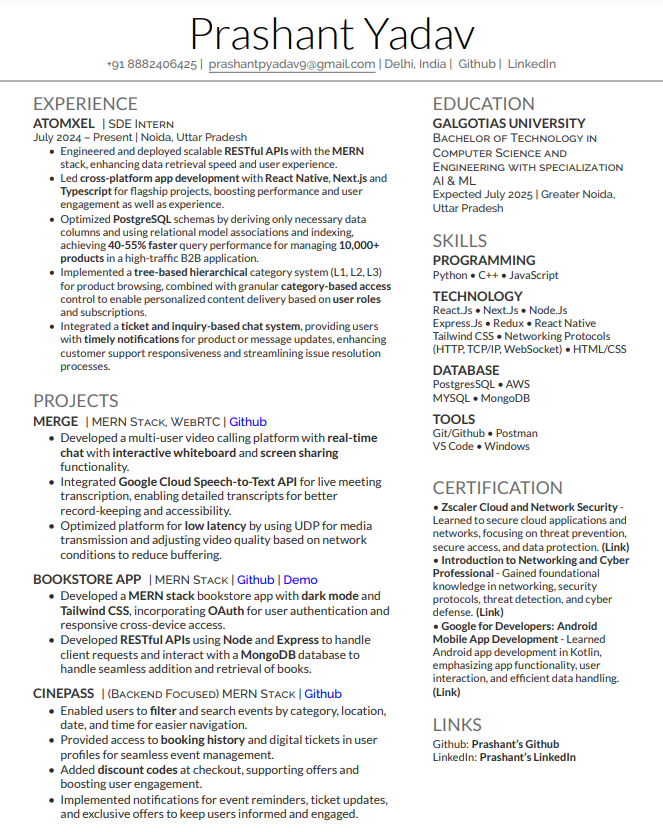 Prashant Yadav
+91 8882406425 | prashantpyadav9@gmail.com | Delhi, India | Github | LinkedIn
EXPERIENCE
ATOMXEL | SDE Intern
July 2024 – Present | Noida, Uttar Pradesh
• Engineered and deployed scalable RESTful APIs with the MERN
stack, enhancing data retrieval speed and user experience.
• Led cross-platform app development with React Native, Next.js and
Typescript for flagship projects, boosting performance and user
engagement as well as experience.
• Optimized PostgreSQL schemas by deriving only necessary data
columns and using relational model associations and indexing,
achieving 40-55% faster query performance for managing 10,000+
products in a high-traffic B2B application.
• Implemented a tree-based hierarchical category system (L1, L2, L3)
for product browsing, combined with granular category-based access
control to enable personalized content delivery based on user roles
and subscriptions.
• Integrated a ticket and inquiry-based chat system, providing users
with timely notifications for product or message updates, enhancing
customer support responsiveness and streamlining issue resolution
processes.
PROJECTS
MERGE | MERN Stack, WebRTC | Github
• Developed a multi-user video calling platform with real-time
chat with interactive whiteboard and screen sharing
functionality.
• Integrated Google Cloud Speech-to-Text API for live meeting
transcription, enabling detailed transcripts for better
record-keeping and accessibility.
• Optimized platform for low latency by using UDP for media
transmission and adjusting video quality based on network
conditions to reduce buffering.
BOOKSTORE APP | MERN Stack | Github | Demo
• Developed a MERN stack bookstore app with dark mode and
Tailwind CSS, incorporating OAuth for user authentication and
responsive cross-device access.
• Developed RESTful APIs using Node and Express to handle
client requests and interact with a MongoDB database to
handle seamless addition and retrieval of books.
CINEPASS | (Backend Focused) MERN Stack | Github
• Enabled users to filter and search events by category, location,
date, and time for easier navigation.
• Provided access to booking history and digital tickets in user
profiles for seamless event management.
• Added discount codes at checkout, supporting offers and
boosting user engagement.
• Implemented notifications for event reminders, ticket updates,
and exclusive offers to keep users informed and engaged.
EDUCATION
GALGOTIAS UNIVERSITY
Bachelor of Technology in
Computer Science and
Engineering with specialization
AI & ML
Expected July 2025 | Greater Noida,
Uttar Pradesh
SKILLS
PROGRAMMING
Python • C++ • JavaScript
TECHNOLOGY
React.Js • Next.Js • Node.Js
Express.Js • Redux • React Native
Tailwind CSS • Networking Protocols
(HTTP, TCP/IP, WebSocket) • HTML/CSS
DATABASE
PostgresSQL • AWS
MYSQL • MongoDB
TOOLS
Git/Github • Postman
VS Code • Windows
CERTIFICATION
• Zscaler Cloud and Network Security -
Learned to secure cloud applications and
networks, focusing on threat prevention,
secure access, and data protection. (Link)
• Introduction to Networking and Cyber
Professional - Gained foundational
knowledge in networking, security
protocols, threat detection, and cyber
defense. (Link)
• Google for Developers: Android
Mobile App Development - Learned
Android app development in Kotlin,
emphasizing app functionality, user
interaction, and efficient data handling.
(Link)
LINKS
Github: Prashant's Github
LinkedIn: Prashant's LinkedIn